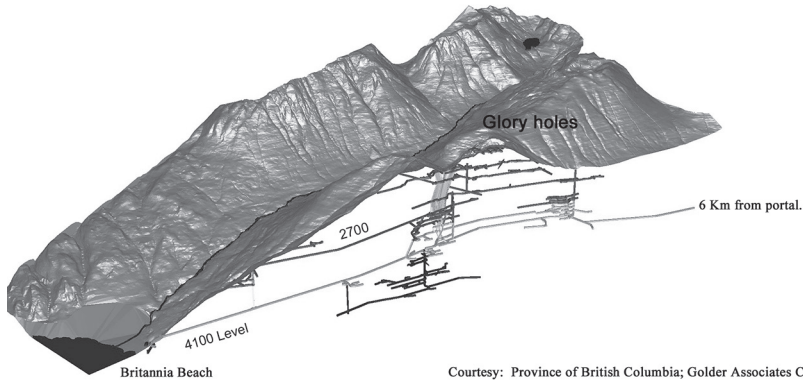 Glory holes
6 Km from portal.
2700
4100 Level
Britannia Beach
Courtesy: Province of British Columbia; Golder Associates C